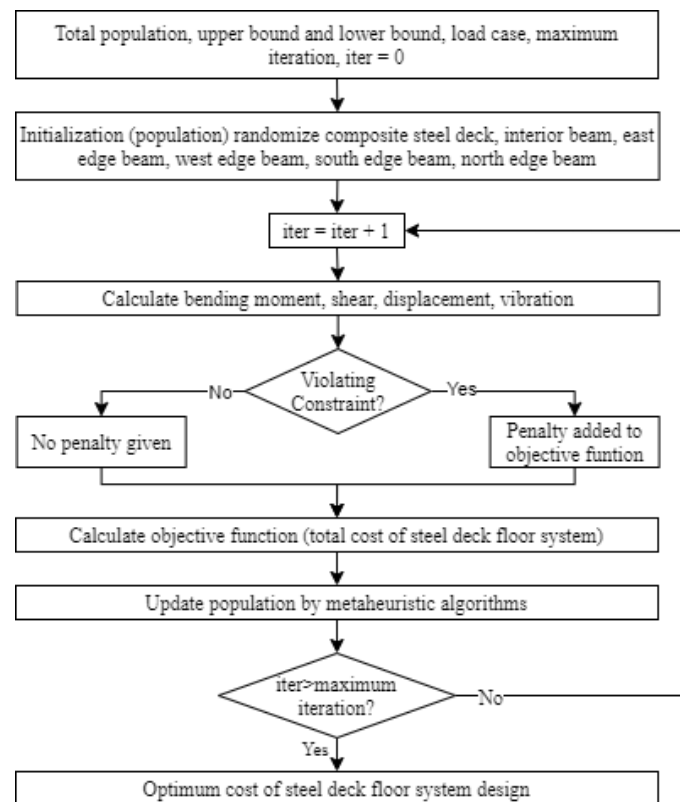 Total population, upper bound and lower bound, load case, maximum
iteration, iter = 0
Initialization (population) randomize composite steel deck, interior beam, east
edge beam, west edge beam, south edge beam, north edge beam
iter = iter + 1
Calculate bending moment, shear, displacement, vibration
Violating
Constraint?
No
Yes
No penalty given
Penalty added to
objective funtion
Calculate objective function (total cost of steel deck floor system)
Update population by metaheuristic algorithms
iter>maximum
iteration?
No
Yes
Optimum cost of steel deck floor system design